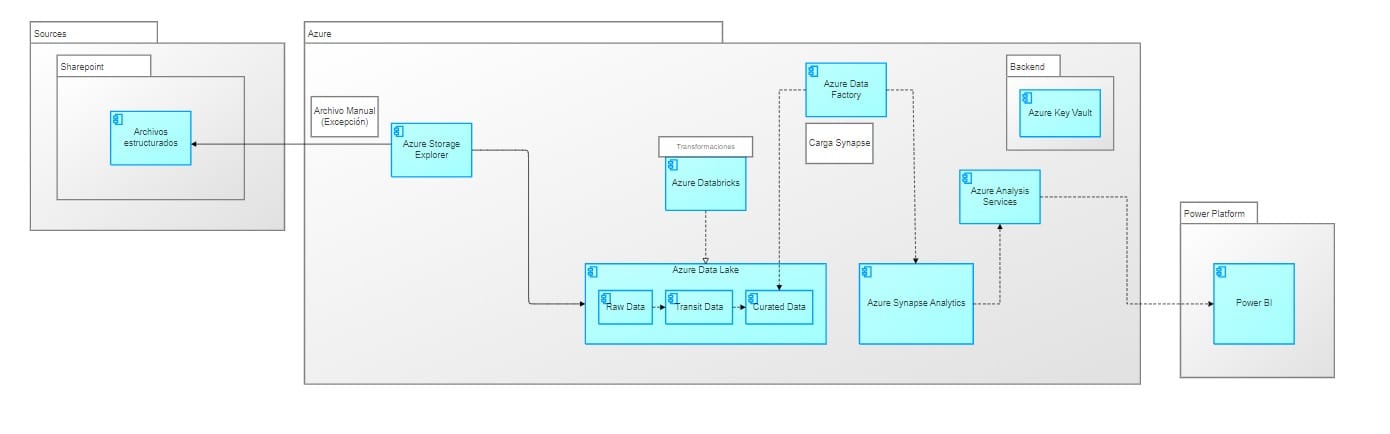 Sources
Sharepoint
Archivos
estructurados
Azure
Archivo Manual
(Excepción)
Azure Storage
Explorer
Transformaciones
Azure Databricks
Azure Data Lake
Raw Data
Transit Data
Curated Data
Azure Data
Factory
Carga Synapse
Azure Synapse Analytics
Backend
Azure Key Vault
Azure Analysis
Services
Power Platform
Power BI